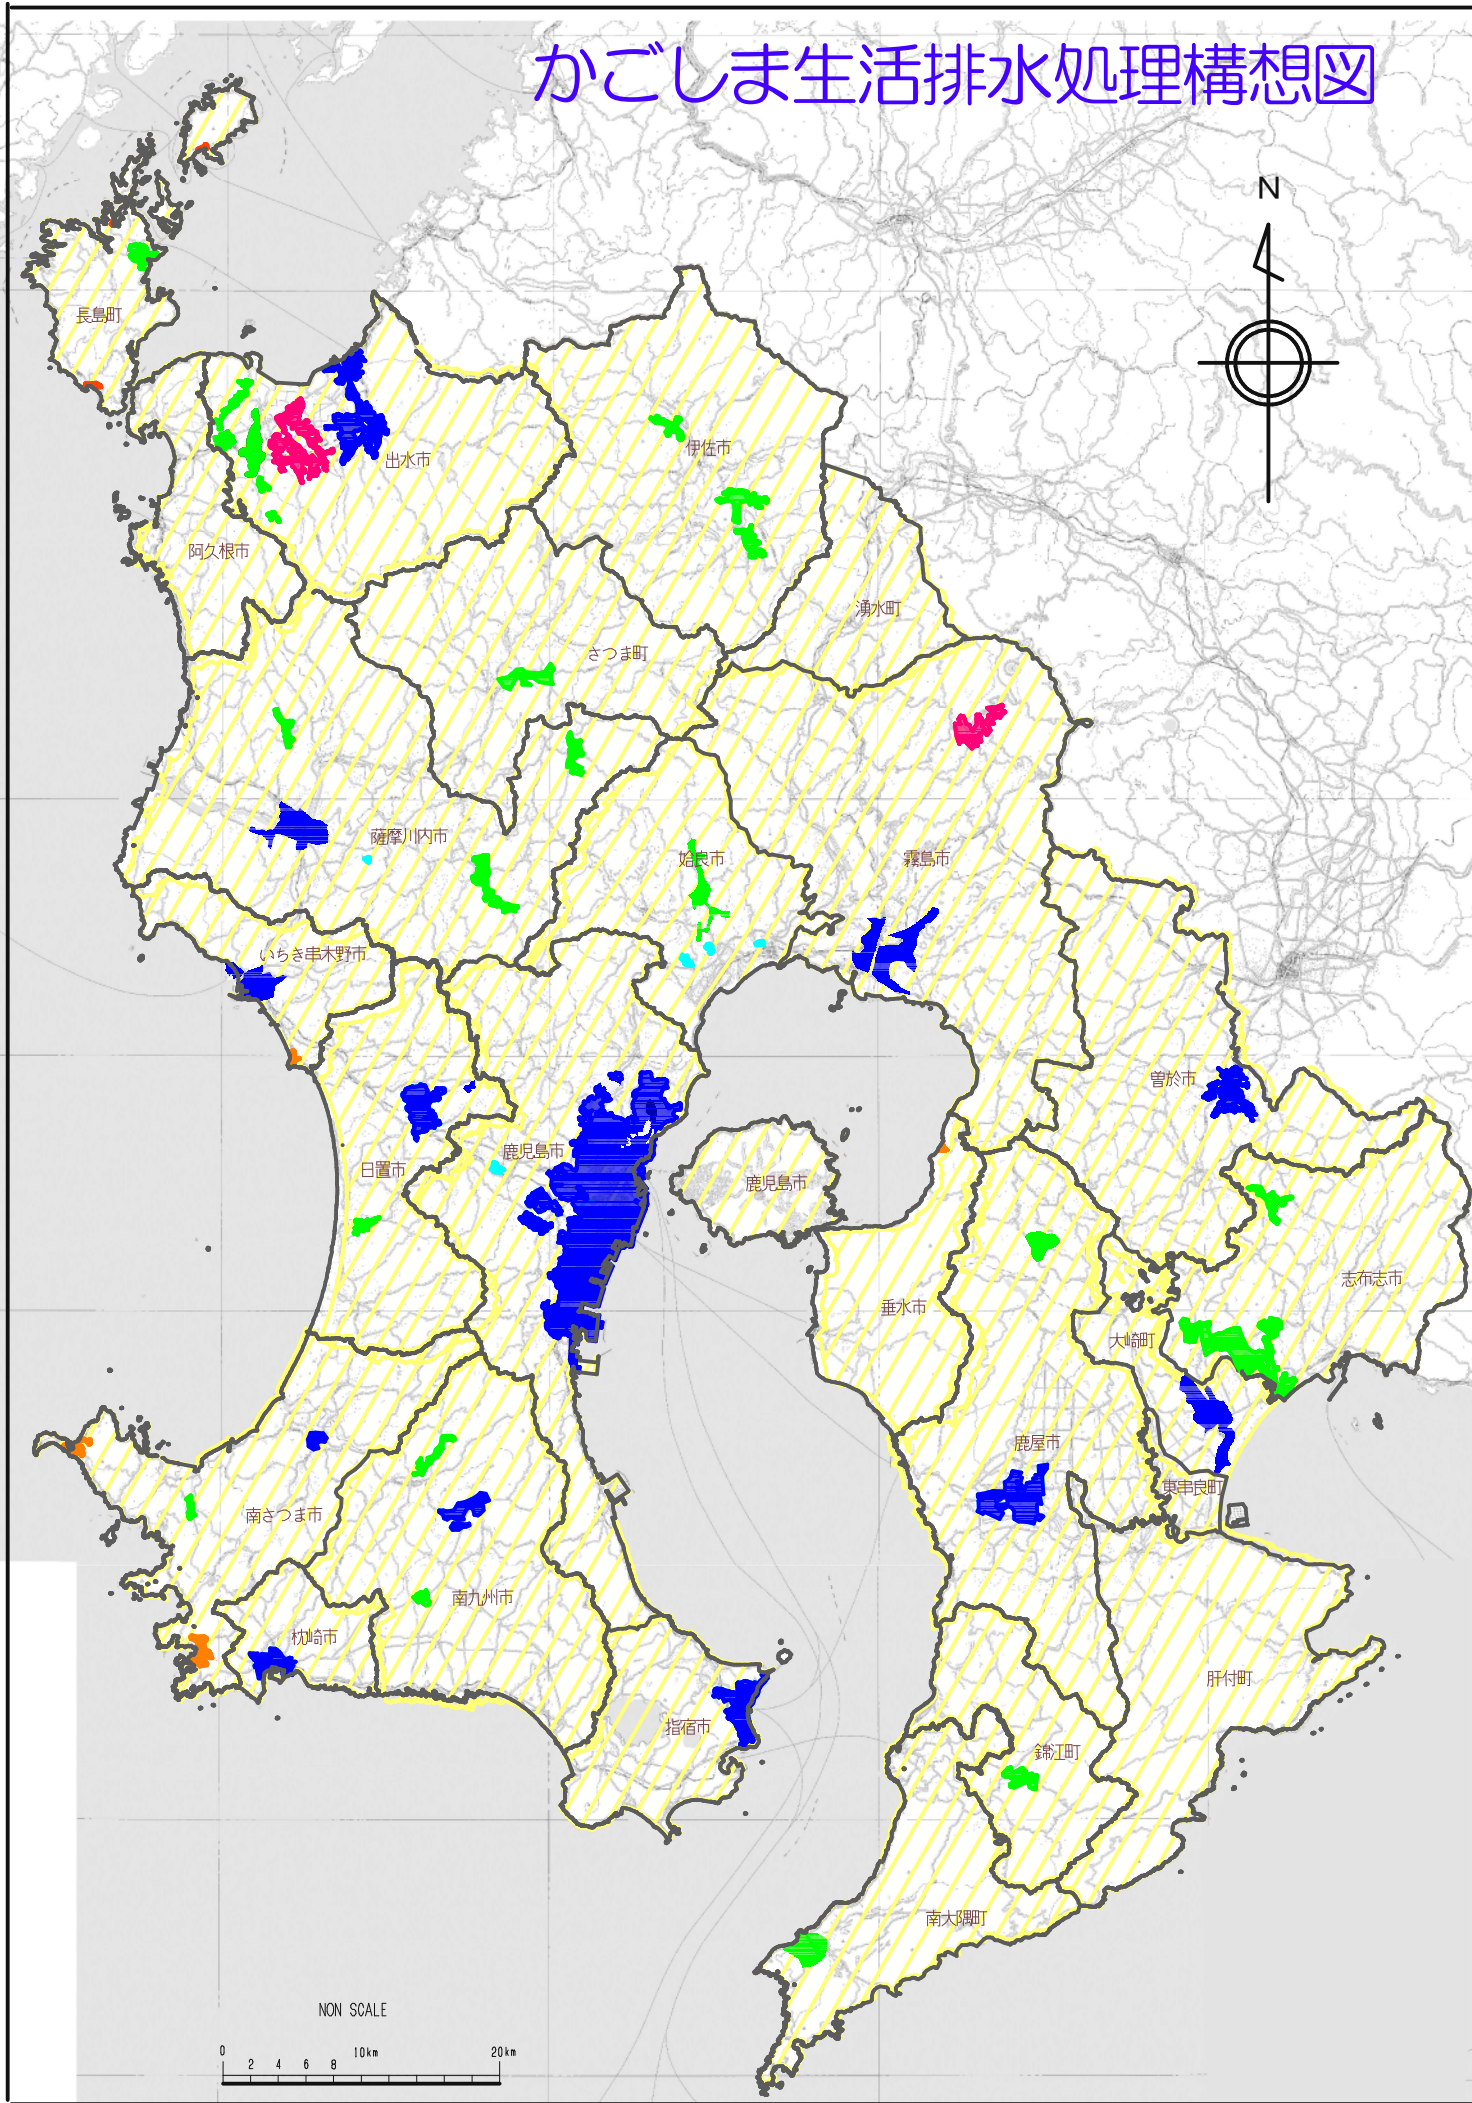 かごしま生活排水処理構想図
N
長島町
伊佐市
出水市
阿久根市
湧水町
さつま町
薩摩川内市
姶良市
霧島市
いちき串木野市
曽於市
鹿児島市
日置市
鹿児島市
志布志市
垂水市
大崎町
鹿屋市
東串良町
南さつま市
南九州市
枕崎市
肝付町
指宿市
錦江町
南大隅町
NON SCALE
0 2 4 6 8 10km 20km